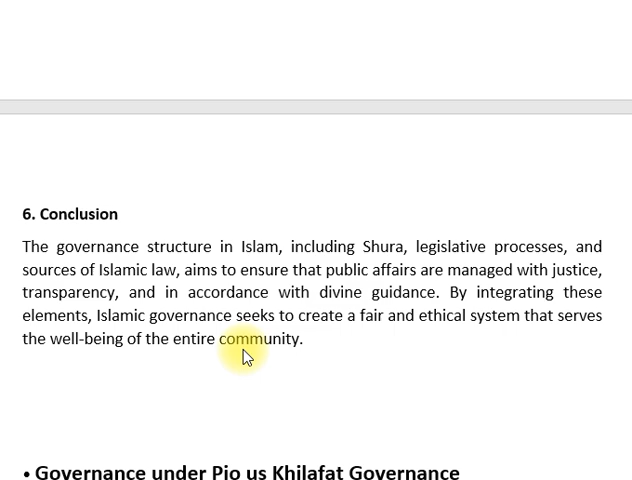 6. Conclusion
The governance structure in Islam, including Shura, legislative processes, and
sources of Islamic law, aims to ensure that public affairs are managed with justice,
transparency, and in accordance with divine guidance. By integrating these
elements, Islamic governance seeks to create a fair and ethical system that serves
the well-being of the entire community.
• Governance under Pio us Khilafat Governance